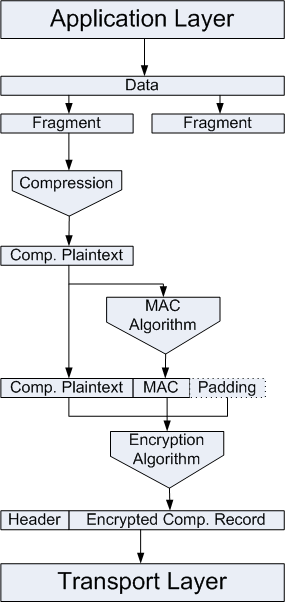 Application Layer
Data
Fragment
Fragment
Compression
Comp. Plaintext
MAC
Algorithm
Comp. Plaintext
MAC
Padding
Encryption
Algorithm
Header
Encrypted Comp. Record
Transport Layer